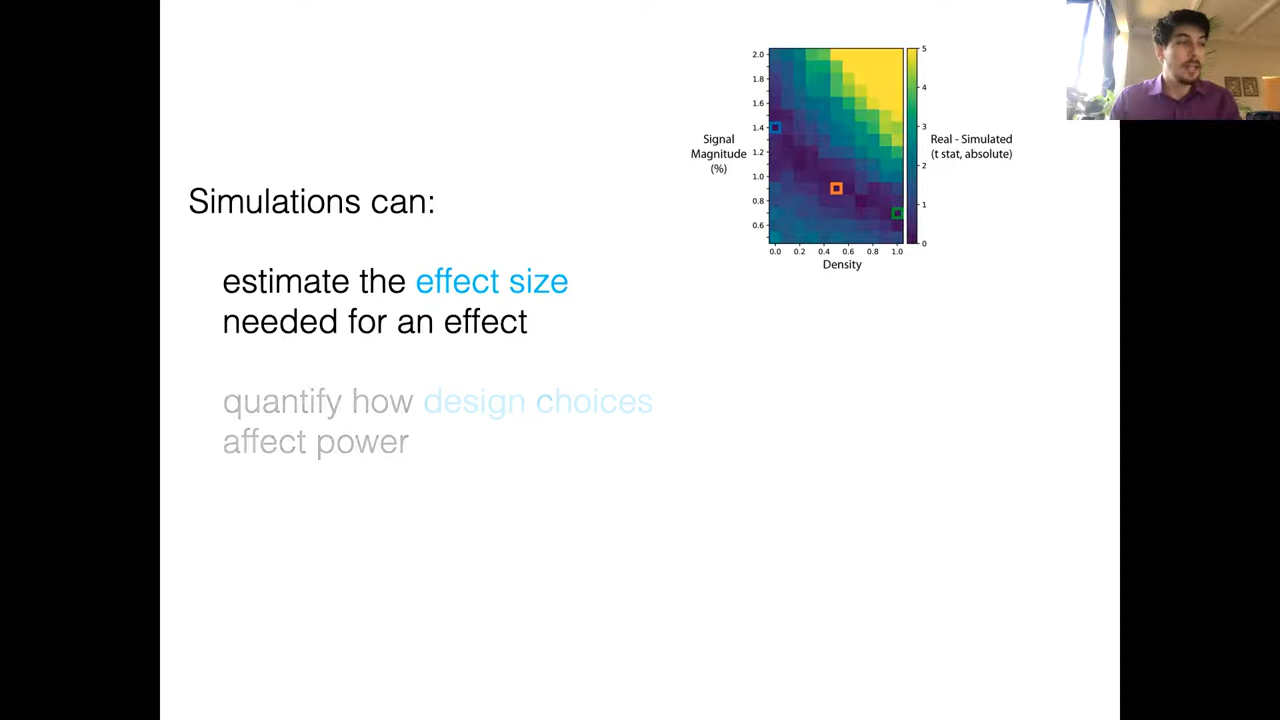 Simulations can:
estimate the effect size
needed for an effect
quantify how design choices
affect power
2.0
1.8
1.6
1.4
1.2
1.0
0.8
0.6
Signal
Magnitude
(%)
0.0 0.2 0.4 0.6 0.8 1.0
Density
5
4
3
2
1
0
Real - Simulated
(t stat, absolute)